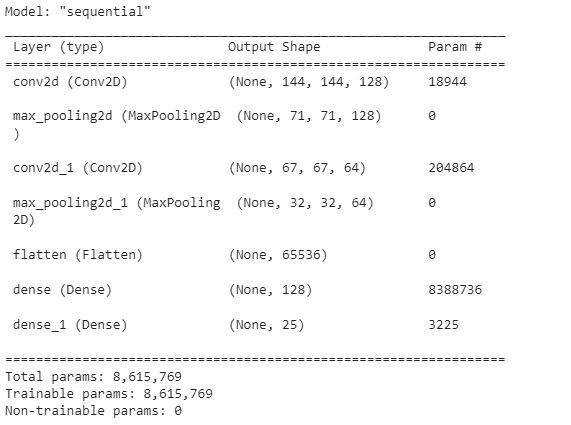 Model: "sequential"
_________________________________________________________________
Layer (type) Output Shape Param #
=================================================================
conv2d (Conv2D) (None, 144, 144, 128) 18944
max_pooling2d (MaxPooling2D (None, 71, 71, 128) 0
)
conv2d_1 (Conv2D) (None, 67, 67, 64) 204864
max_pooling2d_1 (MaxPooling (None, 32, 32, 64) 0
2D)
flatten (Flatten) (None, 65536) 0
dense (Dense) (None, 128) 8388736
dense_1 (Dense) (None, 25) 3225
=================================================================
Total params: 8,615,769
Trainable params: 8,615,769
Non-trainable params: 0